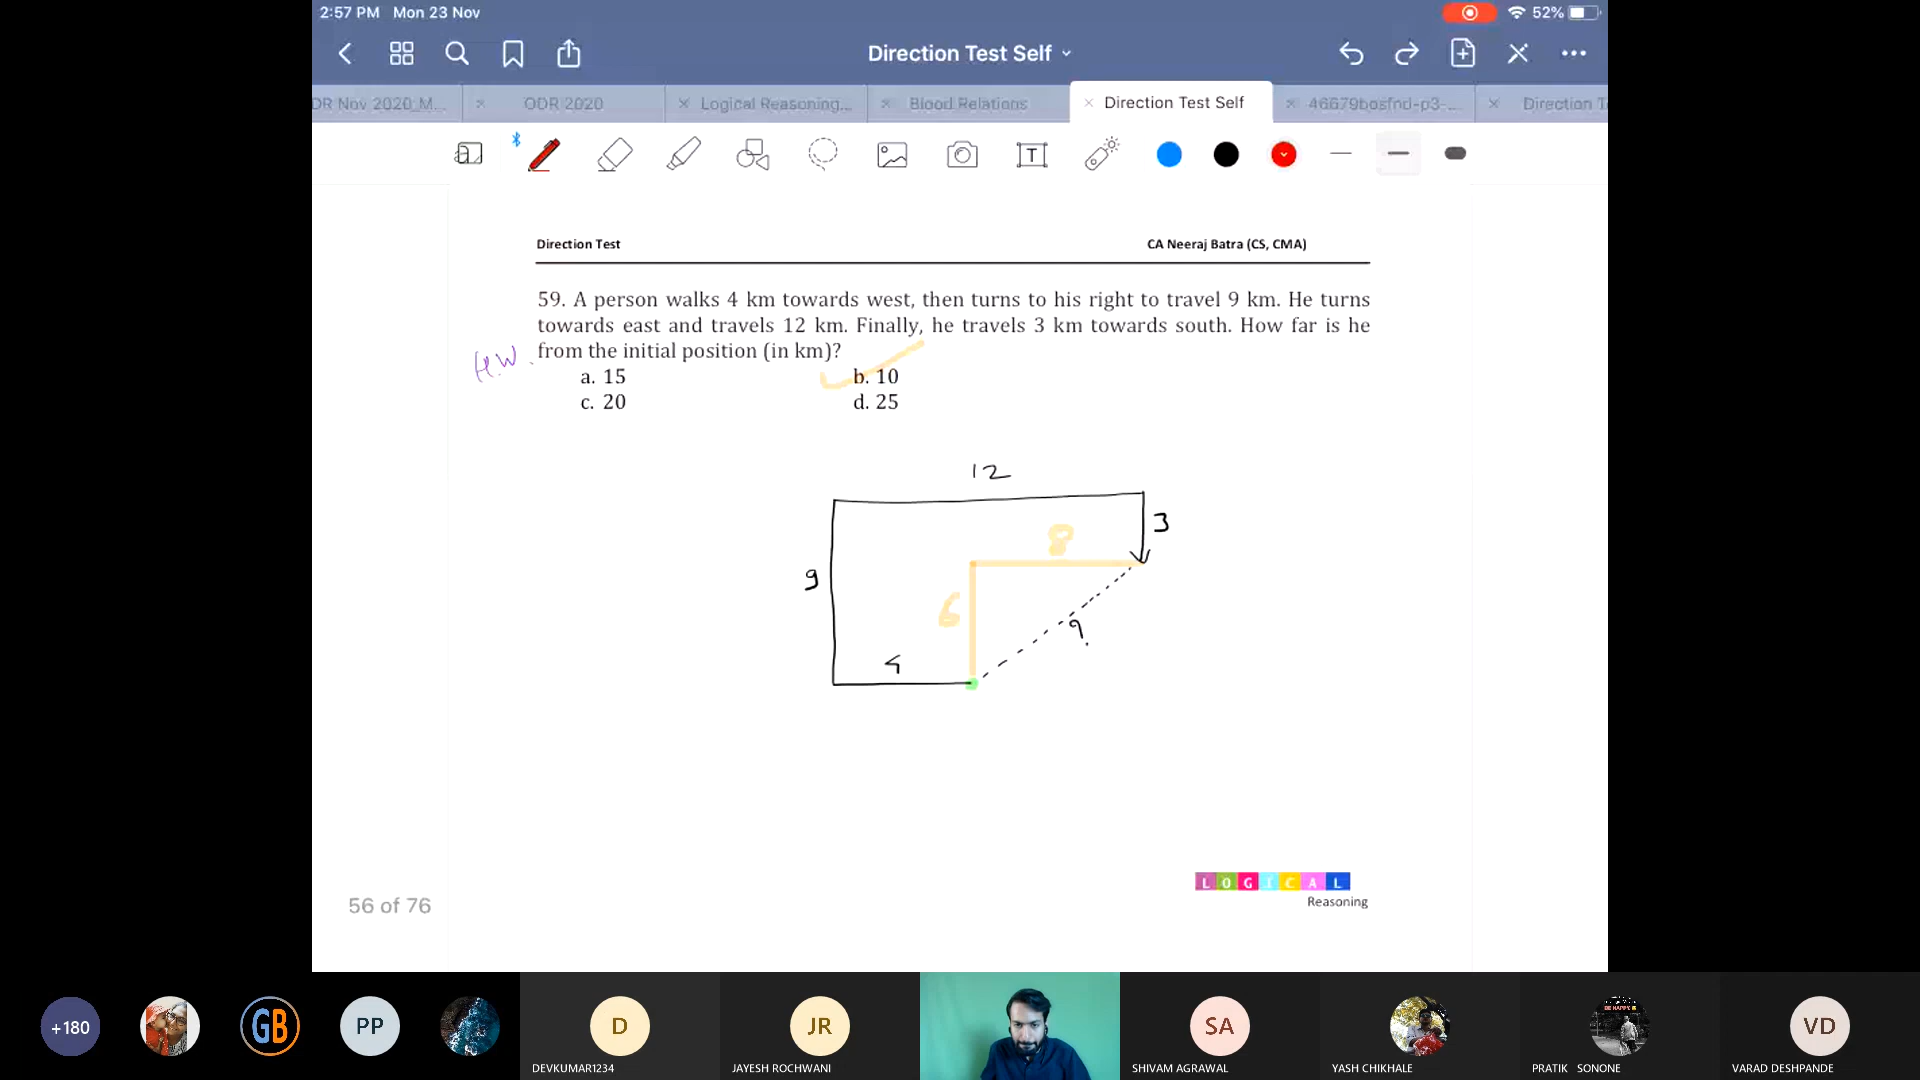 2:57 PM Mon 23 Nov
52%
Direction Test Self
DR Nov 2020_M...
ODR 2020
Logical Reasoning...
Blood Relations
Direction Test Self
46679bosfnd-p3-...
Direction T
a
T
Direction Test
CA Neeraj Batra (CS, CMA)
59. A person walks 4 km towards west, then turns to his right to travel 9 km. He turns
towards east and travels 12 km. Finally, he travels 3 km towards south. How far is he
from the initial position (in km)?
H.W.
a. 15
b. 10
c. 20
d. 25
12
3
8
9
6
?
4
LOGICAL
Reasoning
56 of 76
+180
GB
PP
D
JR
SA
VD
DEVKUMAR1234
JAYESH ROCHWANI
SHIVAM AGRAWAL
YASH CHIKHALE
PRATIK SONONE
VARAD DESHPANDE